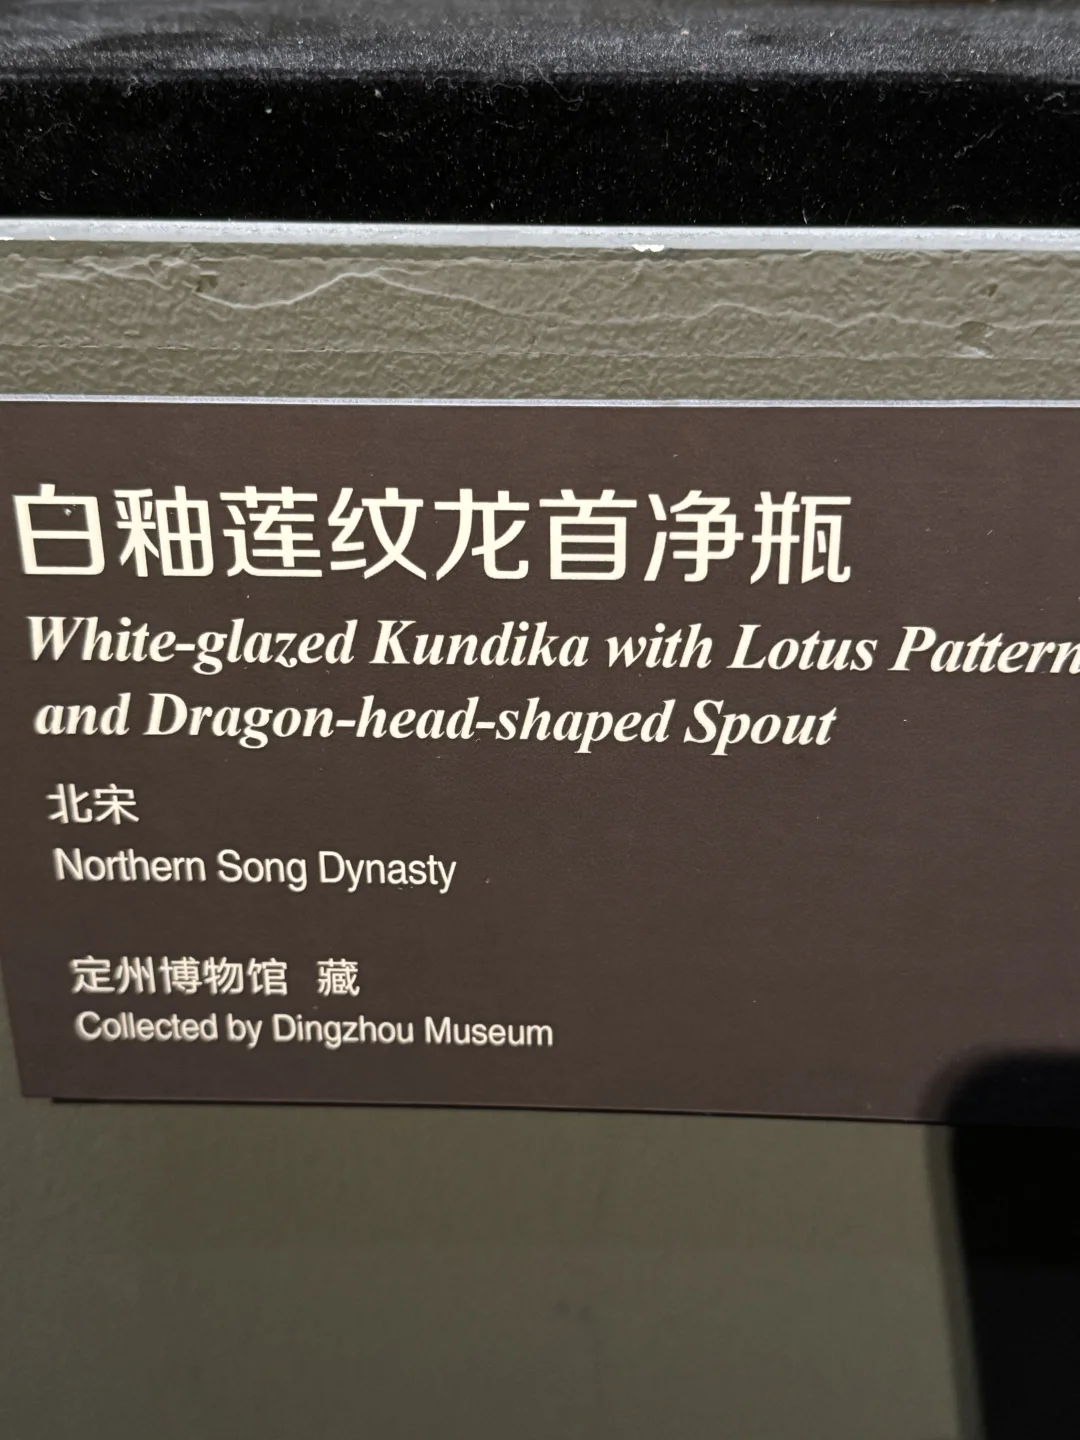 白釉莲纹龙首净瓶
White-glazed Kundika with Lotus Pattern
and Dragon-head-shaped Spout
北宋
Northern Song Dynasty
定州博物馆 藏
Collected by Dingzhou Museum